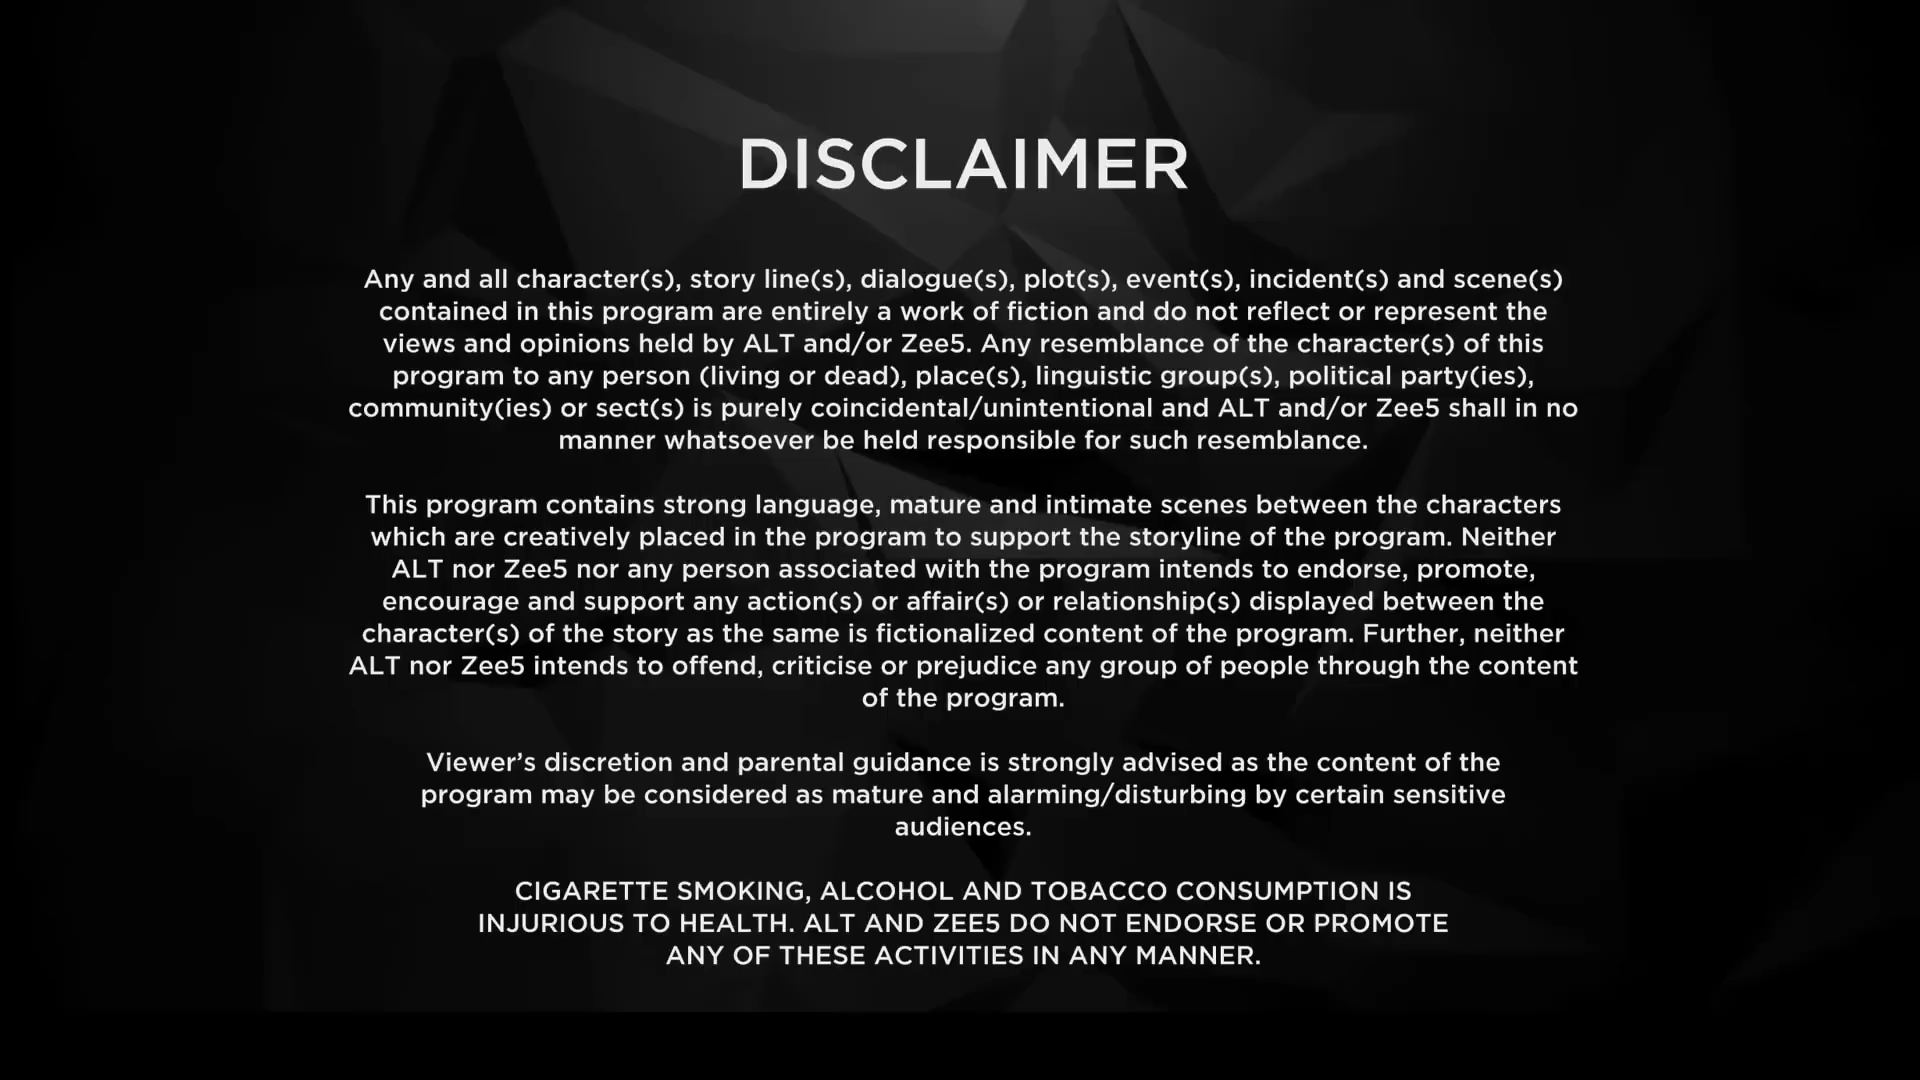 DISCLAIMER
Any and all character(s), story line(s), dialogue(s), plot(s), event(s), incident(s) and scene(s)
contained in this program are entirely a work of fiction and do not reflect or represent the
views and opinions held by ALT and/or Zee5. Any resemblance of the character(s) of this
program to any person (living or dead), place(s), linguistic group(s), political party(ies),
community(ies) or sect(s) is purely coincidental/unintentional and ALT and/or Zee5 shall in no
manner whatsoever be held responsible for such resemblance.
This program contains strong language, mature and intimate scenes between the characters
which are creatively placed in the program to support the storyline of the program. Neither
ALT nor Zee5 nor any person associated with the program intends to endorse, promote,
encourage and support any action(s) or affair(s) or relationship(s) displayed between the
character(s) of the story as the same is fictionalized content of the program. Further, neither
ALT nor Zee5 intends to offend, criticise or prejudice any group of people through the content
of the program.
Viewer’s discretion and parental guidance is strongly advised as the content of the
program may be considered as mature and alarming/disturbing by certain sensitive
audiences.
CIGARETTE SMOKING, ALCOHOL AND TOBACCO CONSUMPTION IS
INJURIOUS TO HEALTH. ALT AND ZEE5 DO NOT ENDORSE OR PROMOTE
ANY OF THESE ACTIVITIES IN ANY MANNER.